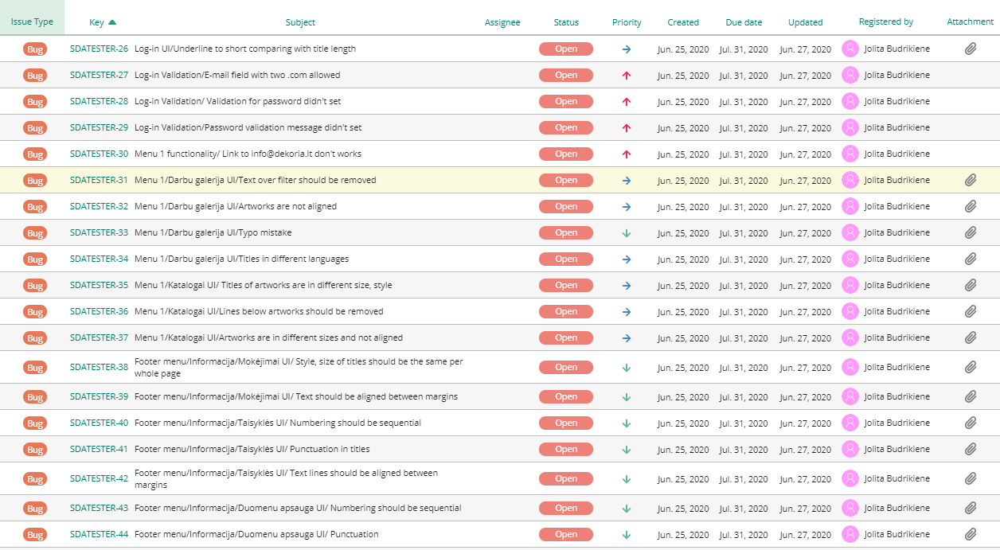 Issue Type Key Subject Assignee Status Priority Created Due date Updated Registered by Attachment
Bug SDATESTER-26 Log-in UI/Underline to short comparing with title length Open Jun. 25, 2020 Jul. 31, 2020 Jun. 27, 2020 Jolita Budrikiene
Bug SDATESTER-27 Log-in Validation/E-mail field with two .com allowed Open Jun. 25, 2020 Jul. 31, 2020 Jun. 27, 2020 Jolita Budrikiene
Bug SDATESTER-28 Log-in Validation/ Validation for password didn't set Open Jun. 25, 2020 Jul. 31, 2020 Jun. 27, 2020 Jolita Budrikiene
Bug SDATESTER-29 Log-in Validation/Password validation message didn't set Open Jun. 25, 2020 Jul. 31, 2020 Jun. 27, 2020 Jolita Budrikiene
Bug SDATESTER-30 Menu 1 functionality/ Link to info@dekoria.lt don't works Open Jun. 25, 2020 Jul. 31, 2020 Jun. 27, 2020 Jolita Budrikiene
Bug SDATESTER-31 Menu 1/Darbu galerija UI/Text over filter should be removed Open Jun. 25, 2020 Jul. 31, 2020 Jun. 27, 2020 Jolita Budrikiene
Bug SDATESTER-32 Menu 1/Darbu galerija UI/Artworks are not aligned Open Jun. 25, 2020 Jul. 31, 2020 Jun. 27, 2020 Jolita Budrikiene
Bug SDATESTER-33 Menu 1/Darbu galerija UI/Typo mistake Open Jun. 25, 2020 Jul. 31, 2020 Jun. 27, 2020 Jolita Budrikiene
Bug SDATESTER-34 Menu 1/Darbu galerija UI/Titles in different languages Open Jun. 25, 2020 Jul. 31, 2020 Jun. 27, 2020 Jolita Budrikiene
Bug SDATESTER-35 Menu 1/Katalogai UI/ Titles of artworks are in different size, style Open Jun. 25, 2020 Jul. 31, 2020 Jun. 27, 2020 Jolita Budrikiene
Bug SDATESTER-36 Menu 1/Katalogai UI/Lines below artworks should be removed Open Jun. 25, 2020 Jul. 31, 2020 Jun. 27, 2020 Jolita Budrikiene
Bug SDATESTER-37 Menu 1/Katalogai UI/Artworks are in different sizes and not aligned Open Jun. 25, 2020 Jul. 31, 2020 Jun. 27, 2020 Jolita Budrikiene
Bug SDATESTER-38 Footer menu/Informacija/Mokėjimai UI/ Style, size of titles should be the same per Open Jun. 25, 2020 Jul. 31, 2020 Jun. 27, 2020 Jolita Budrikiene
whole page
Bug SDATESTER-39 Footer menu/Informacija/Mokėjimai UI/ Text should be aligned between margins Open Jun. 25, 2020 Jul. 31, 2020 Jun. 27, 2020 Jolita Budrikiene
Bug SDATESTER-40 Footer menu/Informacija/Taisyklės UI/ Numbering should be sequential Open Jun. 25, 2020 Jul. 31, 2020 Jun. 27, 2020 Jolita Budrikiene
Bug SDATESTER-41 Footer menu/Informacija/Taisyklės UI/ Punctuation in titles Open Jun. 25, 2020 Jul. 31, 2020 Jun. 27, 2020 Jolita Budrikiene
Bug SDATESTER-42 Footer menu/Informacija/Taisyklės UI/ Text lines should be aligned between Open Jun. 25, 2020 Jul. 31, 2020 Jun. 27, 2020 Jolita Budrikiene
margins
Bug SDATESTER-43 Footer menu/Informacija/Duomenu apsauga UI/ Numbering should be sequential Open Jun. 25, 2020 Jul. 31, 2020 Jun. 27, 2020 Jolita Budrikiene
Bug SDATESTER-44 Footer menu/Informacija/Duomenu apsauga UI/ Punctuation Open Jun. 25, 2020 Jul. 31, 2020 Jun. 27, 2020 Jolita Budrikiene